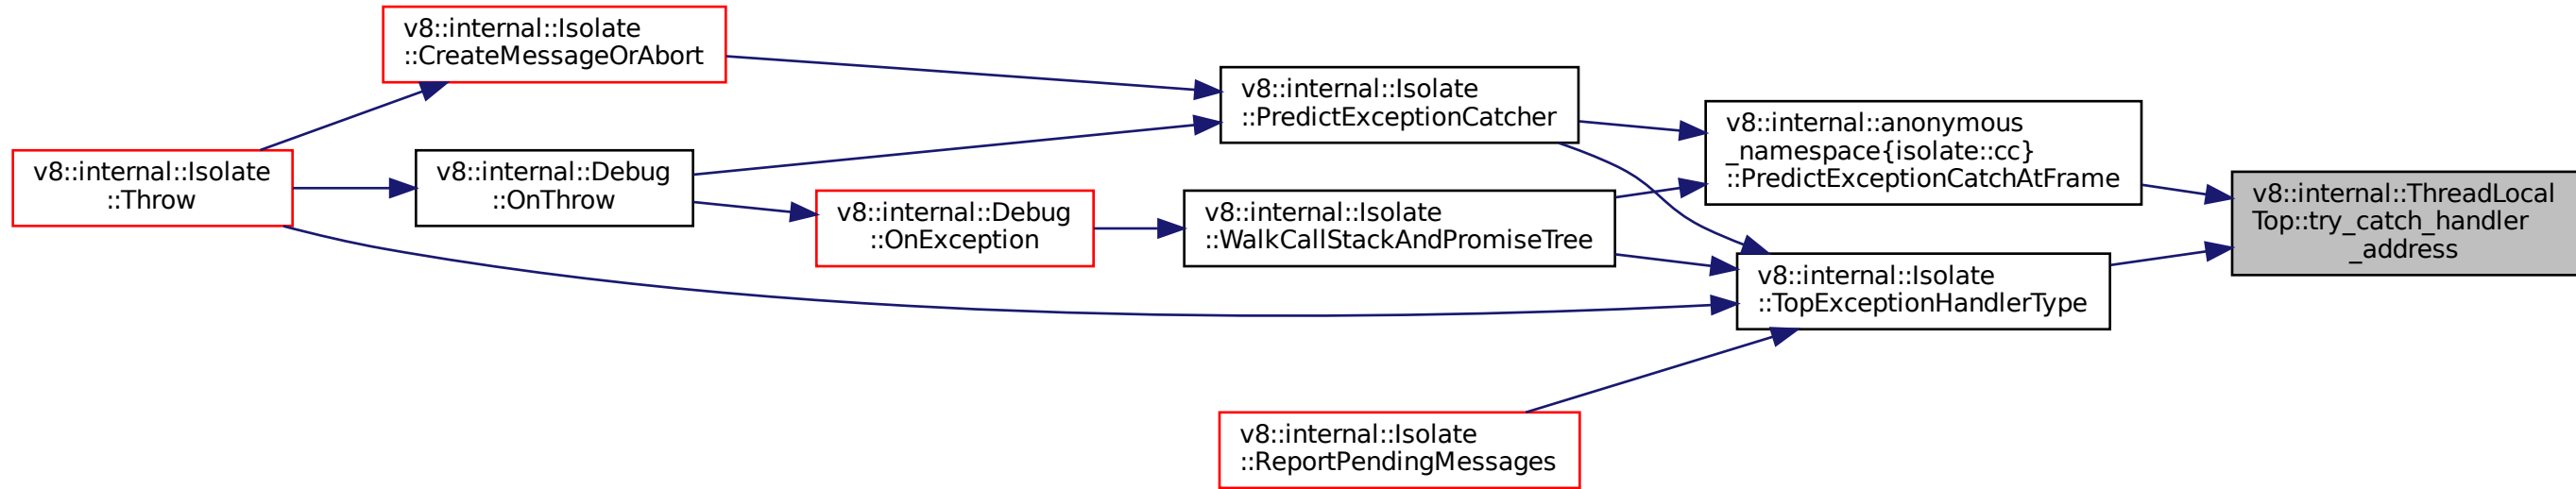 v8::internal::Isolate
::CreateMessageOrAbort
v8::internal::Isolate
::Throw
v8::internal::Debug
::OnThrow
v8::internal::Debug
::OnException
v8::internal::Isolate
::PredictExceptionCatcher
v8::internal::Isolate
::WalkCallStackAndPromiseTree
v8::internal::anonymous
_namespace{isolate::cc}
::PredictExceptionCatchAtFrame
v8::internal::Isolate
::TopExceptionHandlerType
v8::internal::ThreadLocal
Top::try_catch_handler
_address
v8::internal::Isolate
::ReportPendingMessages